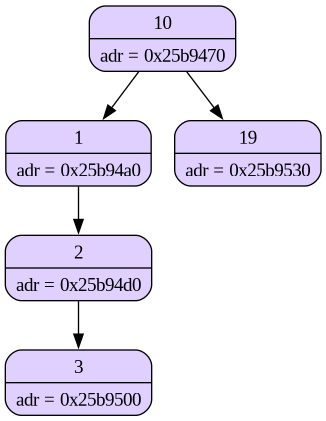 10
adr = 0x25b9470
1
adr = 0x25b94a0
19
adr = 0x25b9530
2
adr = 0x25b94d0
3
adr = 0x25b9500